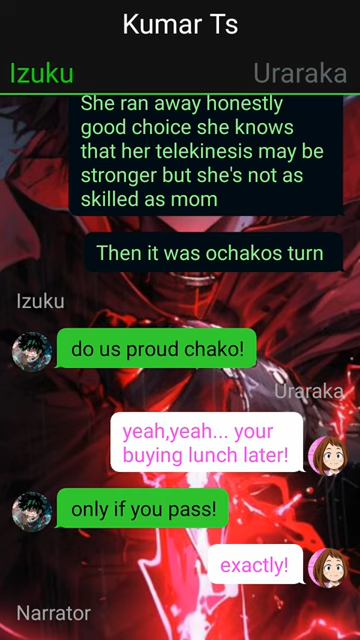 Kumar Ts
Izuku
Uraraka
She ran away honestly
good choice she knows
that her telekinesis may be
stronger but she's not as
skilled as mom
Then it was ochakos turn
Izuku
do us proud chako!
Uraraka
yeah,yeah... your
buying lunch later!
only if you pass!
exactly!
Narrator